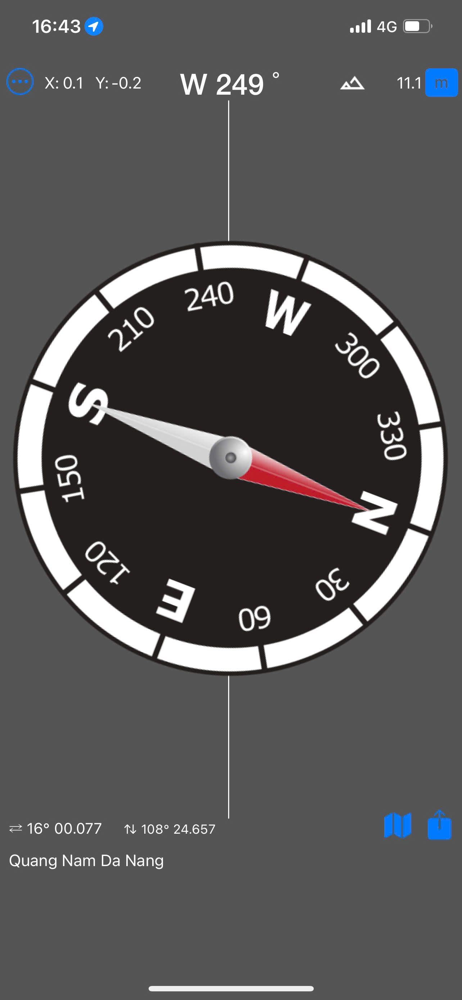 16:43 4G
X: 0.1 Y: -0.2 W 249 ° 11.1 m
240
W
210
300
S
330
150
N
120
30
E
60
16° 00.077 108° 24.657
Quang Nam Da Nang